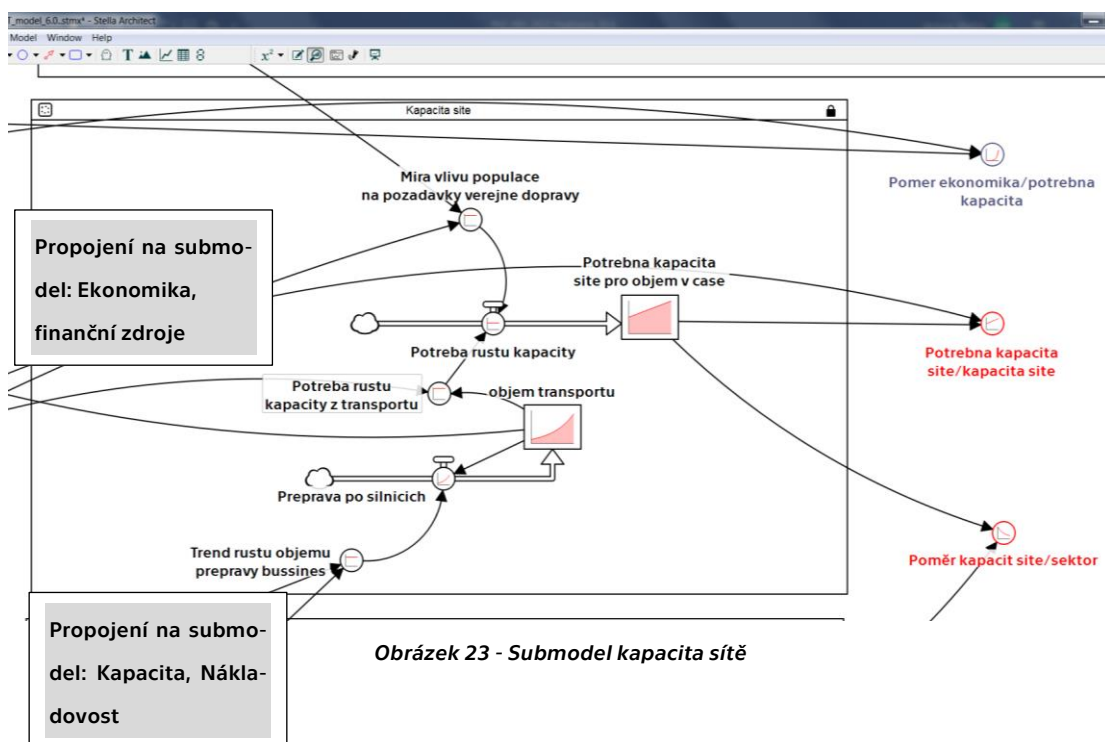 T_model_6.0..stmx* - Stella Architect
Model Window Help
Kapacita site
Mira vlivu populace
na pozadavky verejne dopravy
Pomer ekonomika/potrebna
kapacita
Propojení na submo-
del: Ekonomika,
finanční zdroje
Potrebna kapacita
site pro objem v case
Potreba rustu kapacity
Potrebna kapacita
site/kapacita site
Potreba rustu
kapacity z transportu
objem transportu
Preprava po silnicich
Trend rustu objemu
prepravy bussines
Poměr kapacit site/sektor
Propojení na submo-
del: Kapacita, Nákla-
dovost
Obrázek 23 - Submodel kapacita sítě